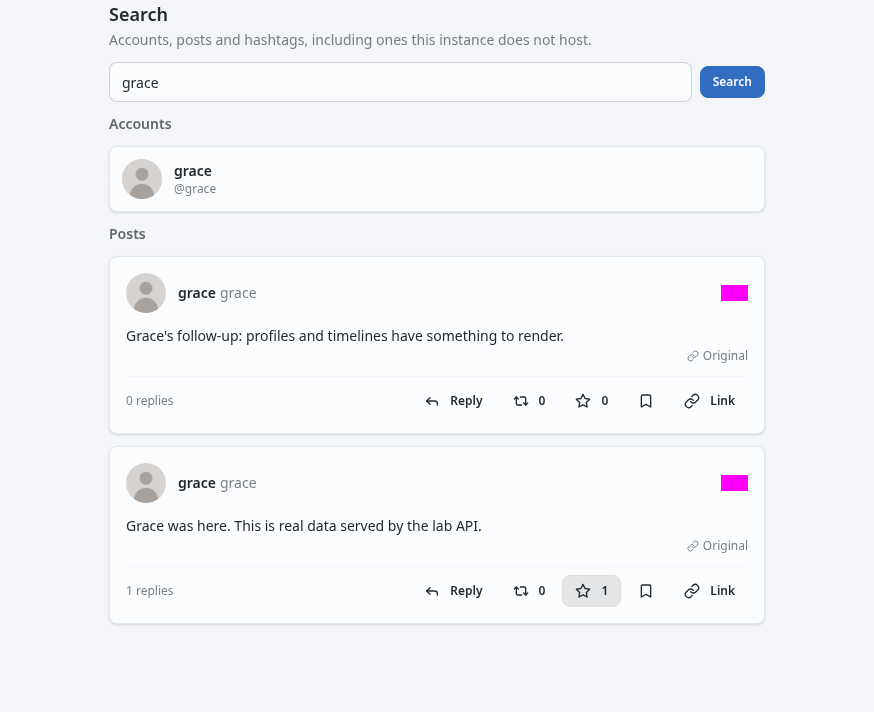 Search
Accounts, posts and hashtags, including ones this instance does not host.
grace
Search
Accounts
grace
@grace
Posts
grace grace
Grace's follow-up: profiles and timelines have something to render.
Original
0 replies Reply 0 0 Link
grace grace
Grace was here. This is real data served by the lab API.
Original
1 replies Reply 0 1 Link